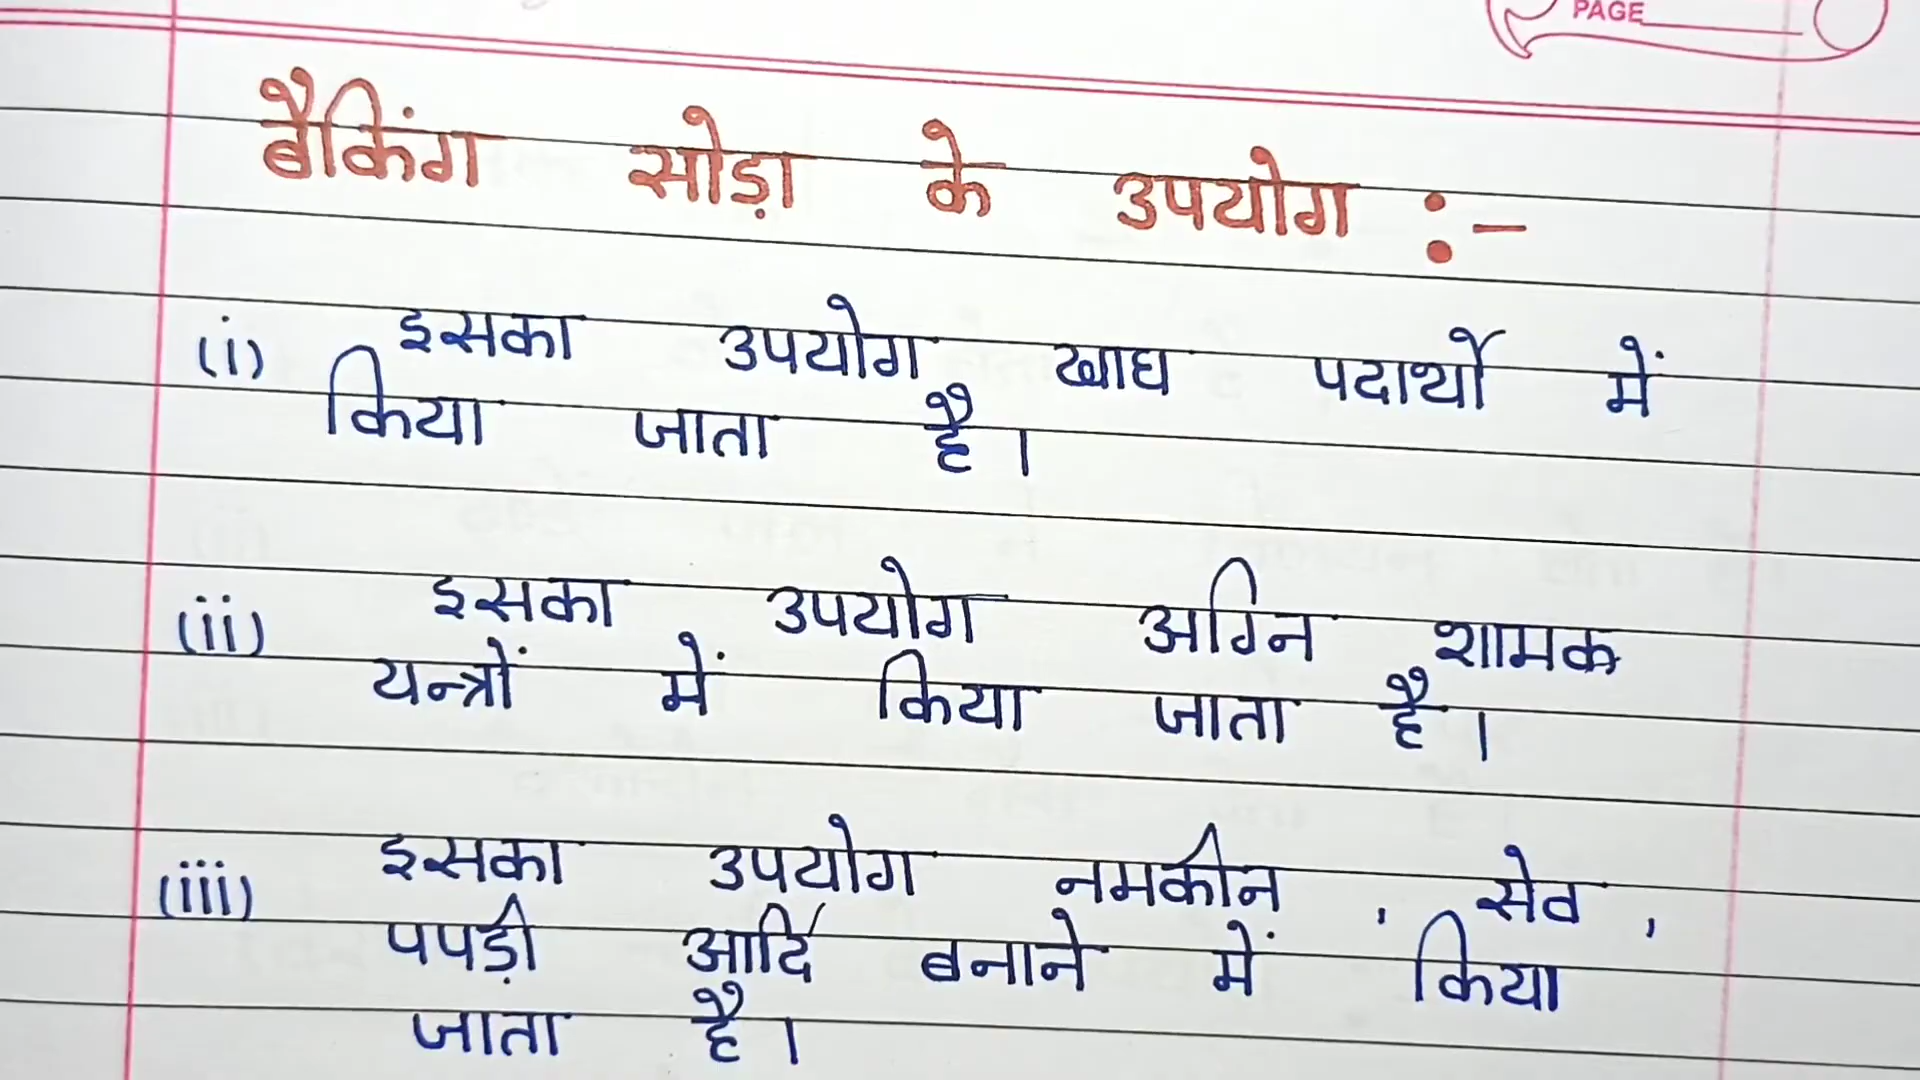 PAGE
बैकिंग सोड़ा के उपयोग :-
(i) इसका उपयोग खाघ पदार्थो में
किया जाता है।
(ii) इसका उपयोग अग्नि शामक
यन्त्रों में किया जाता है।
(iii) इसका उपयोग नमकीन , सेव ,
पपड़ी आदि बनाने में किया
जाता है।